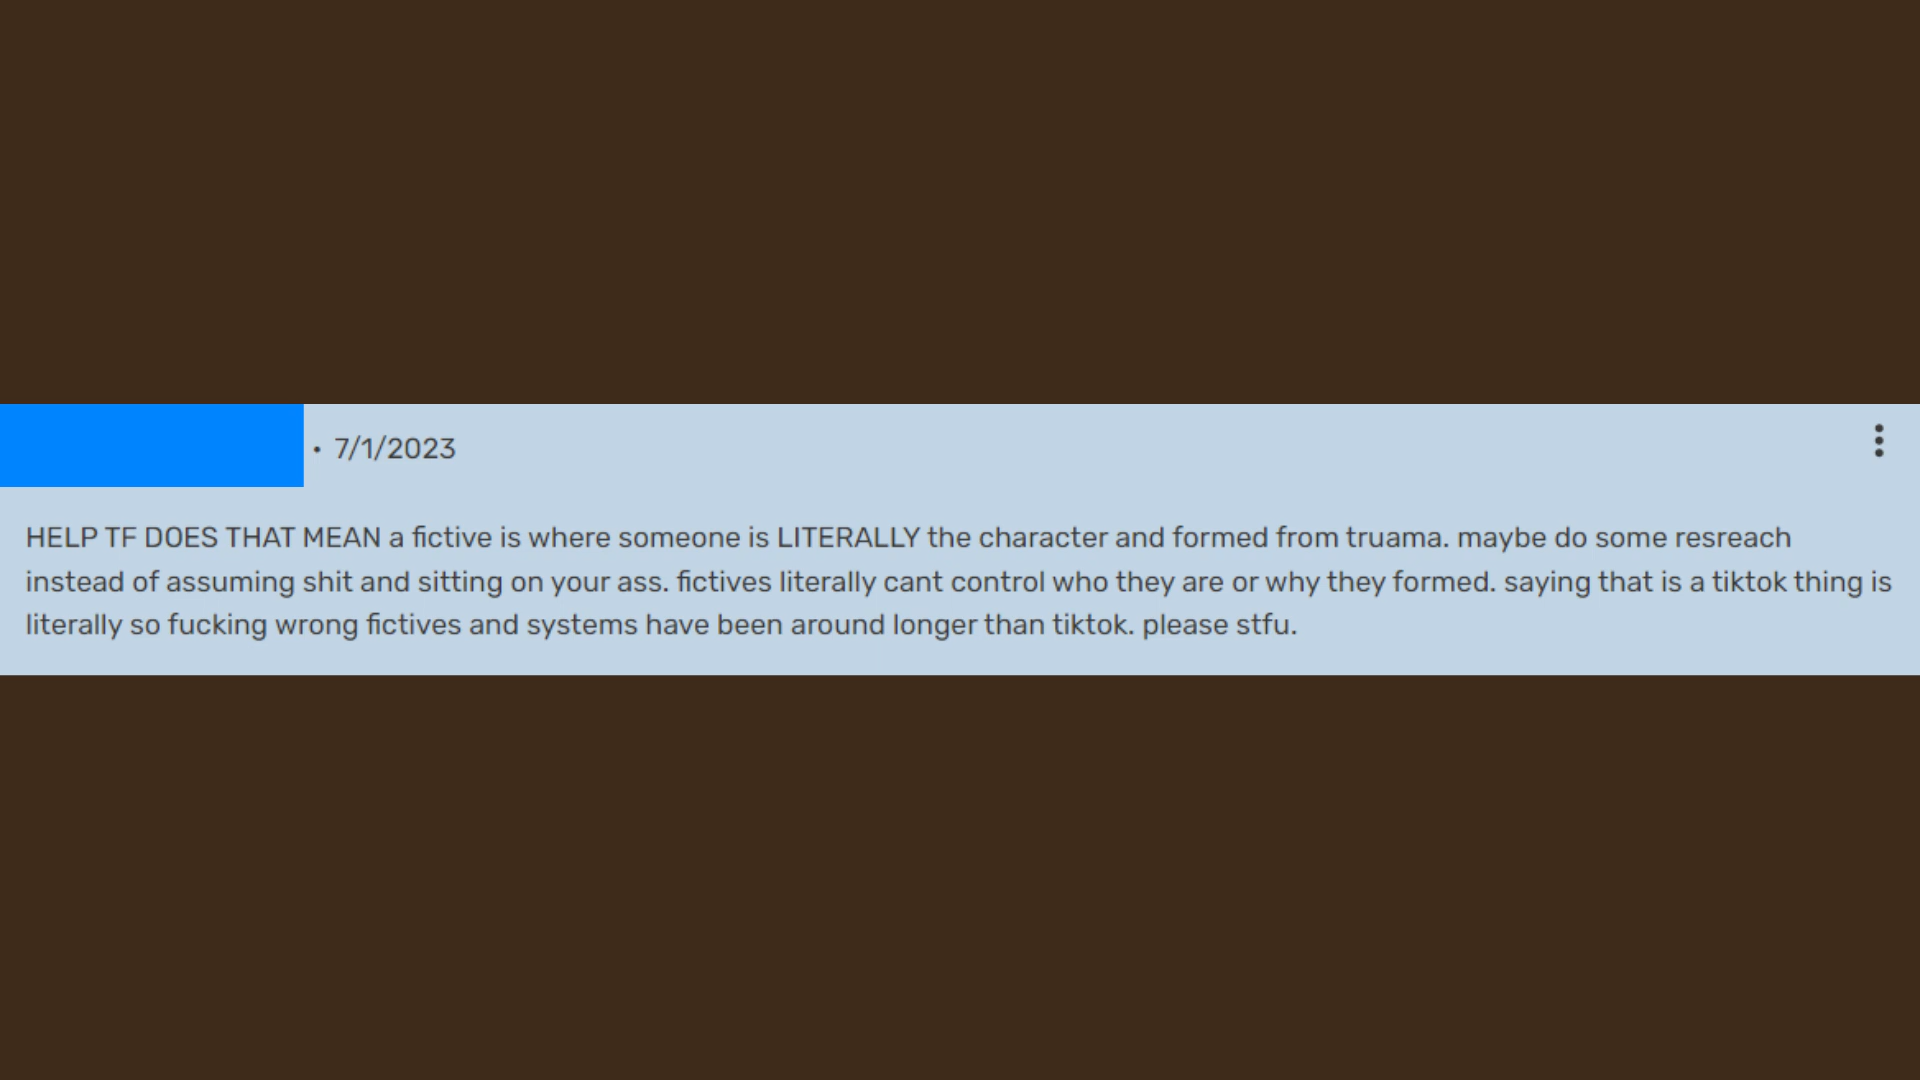 • 7/1/2023
HELP TF DOES THAT MEAN a fictive is where someone is LITERALLY the character and formed from truama. maybe do some resreach
instead of assuming shit and sitting on your ass. fictives literally cant control who they are or why they formed. saying that is a tiktok thing is
literally so fucking wrong fictives and systems have been around longer than tiktok. please stfu.